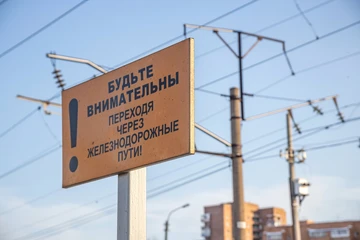 !
БУДЬТЕ
ВНИМАТЕЛЬНЫ
ПЕРЕХОДЯ
ЧЕРЕЗ
ЖЕЛЕЗНОДОРОЖНЫЕ
ПУТИ!